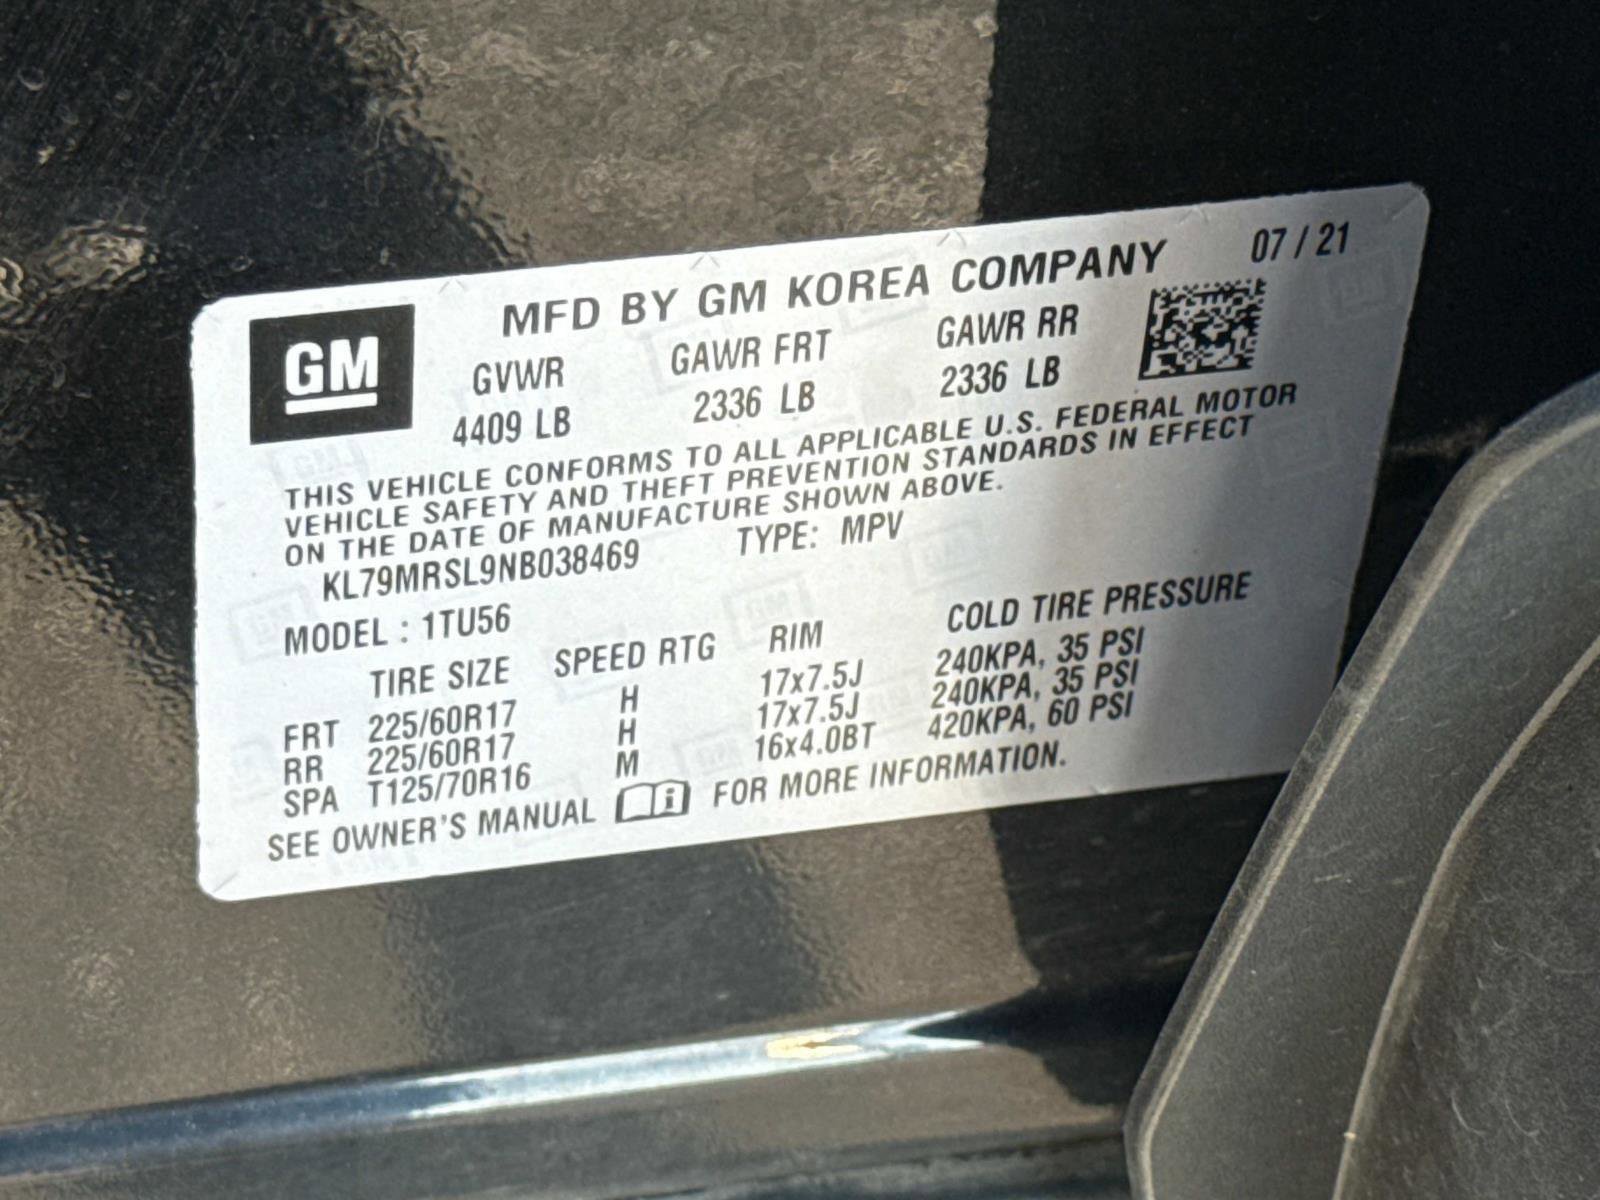 MFD BY GM KOREA COMPANY 07 / 21
GM
GVWR GAWR FRT GAWR RR
4409 LB 2336 LB 2336 LB
THIS VEHICLE CONFORMS TO ALL APPLICABLE U.S. FEDERAL MOTOR
VEHICLE SAFETY AND THEFT PREVENTION STANDARDS IN EFFECT
ON THE DATE OF MANUFACTURE SHOWN ABOVE.
KL79MRSL9NB038469 TYPE: MPV
MODEL : 1TU56
TIRE SIZE SPEED RTG RIM COLD TIRE PRESSURE
FRT 225/60R17 H 17x7.5J 240KPA, 35 PSI
RR 225/60R17 H 17x7.5J 240KPA, 35 PSI
SPA T125/70R16 M 16x4.0BT 420KPA, 60 PSI
SEE OWNER'S MANUAL i FOR MORE INFORMATION.